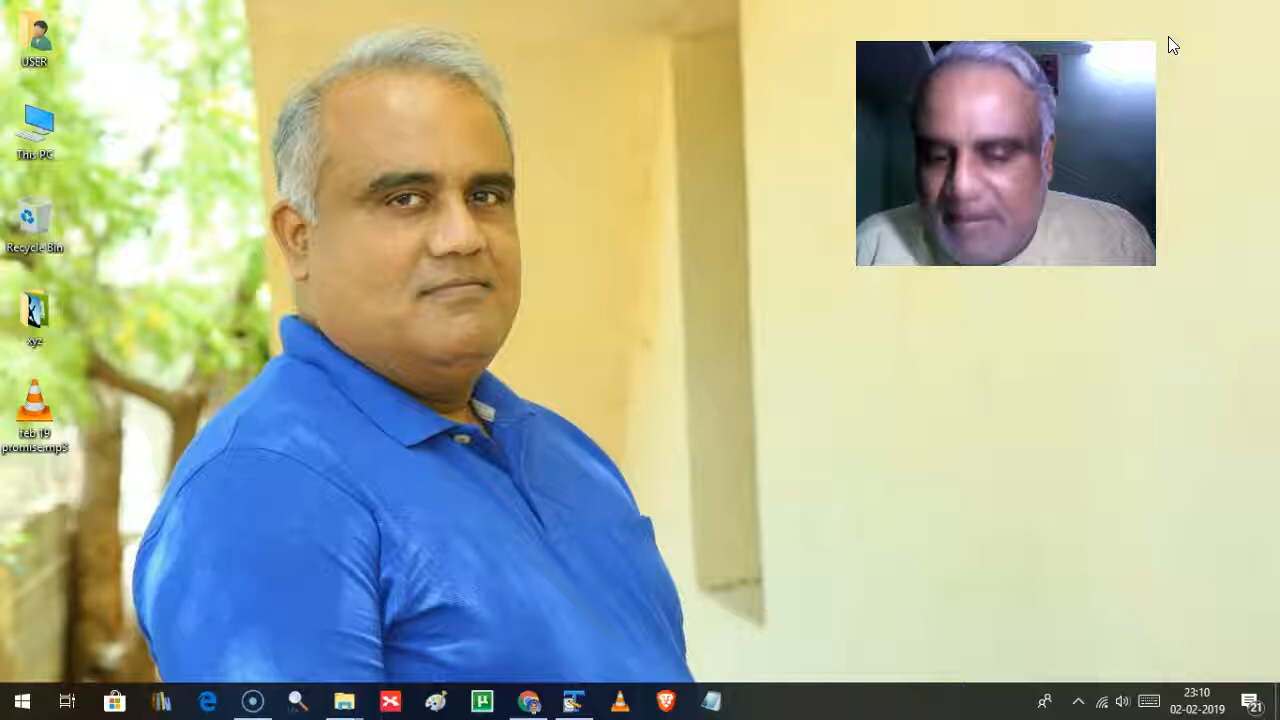 USER
This PC
Recycle Bin
xyz
feb 19
promise.mp3
23:10
02-02-2019
21